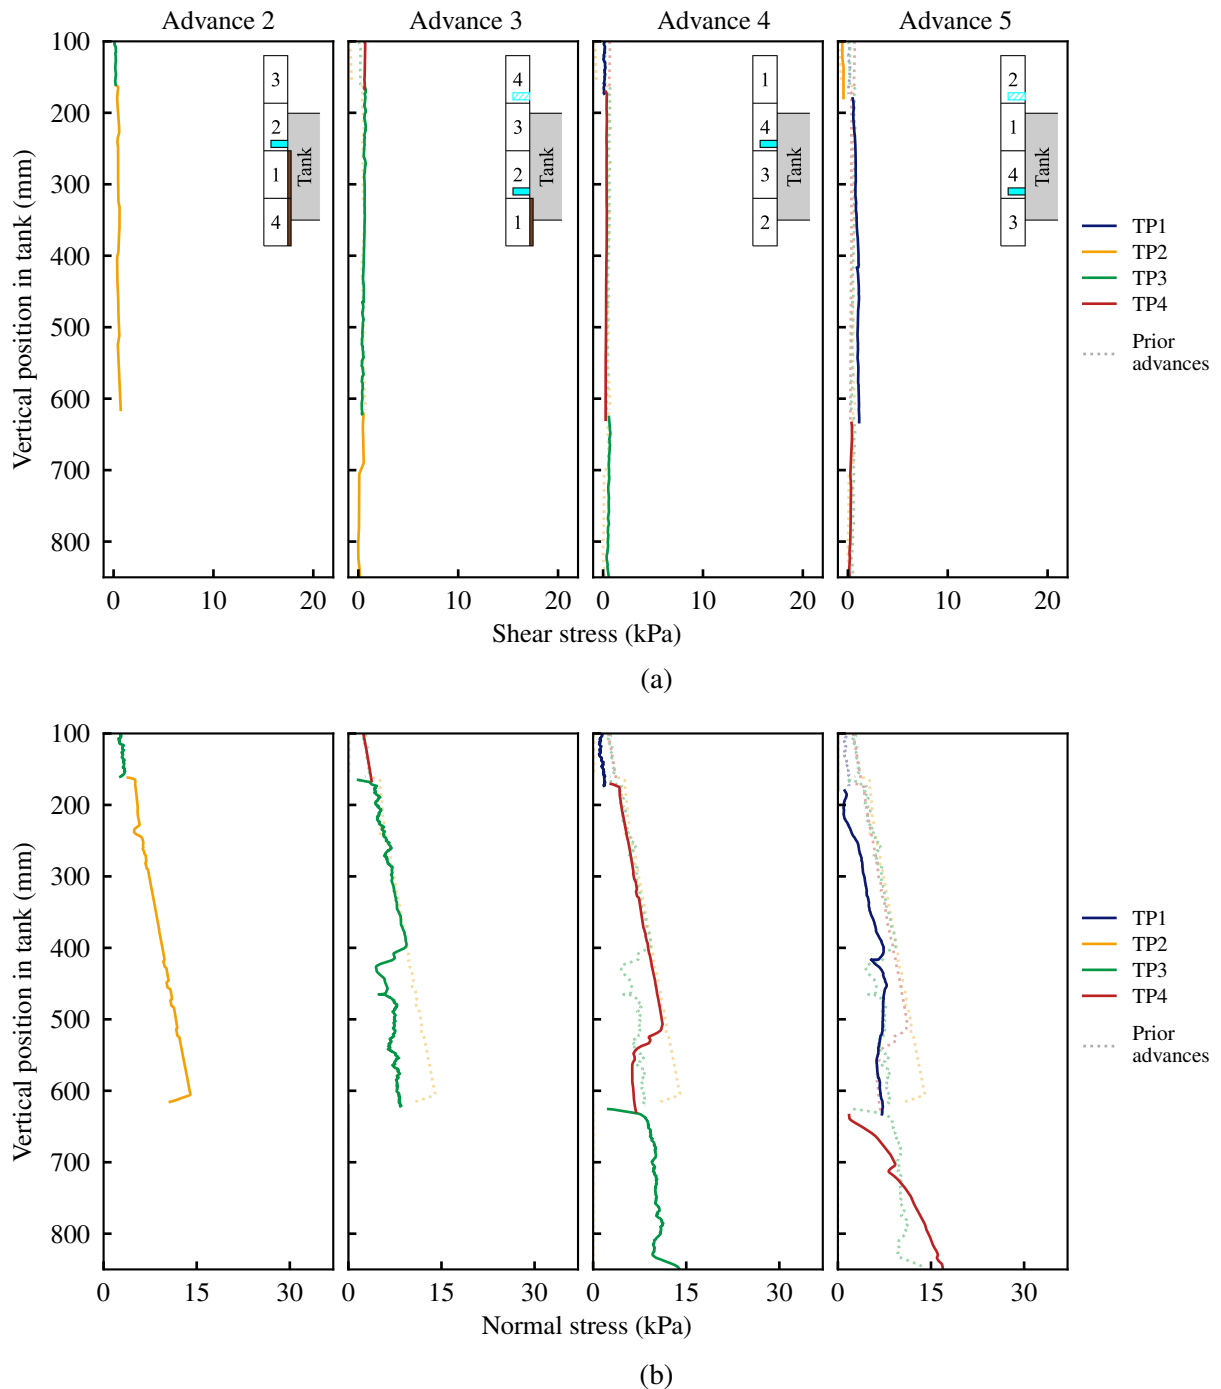 Advance 2 Advance 3 Advance 4 Advance 5
Vertical position in tank (mm)
100
200
300
400
500
600
700
800
3
2
1
4
Tank
4
3
2
1
Tank
1
4
3
2
Tank
2
1
4
3
Tank
TP1
TP2
TP3
TP4
Prior
advances
0 10 20 0 10 20 0 10 20 0 10 20
Shear stress (kPa)
(a)
Vertical position in tank (mm)
100
200
300
400
500
600
700
800
TP1
TP2
TP3
TP4
Prior
advances
0 15 30 0 15 30 0 15 30 0 15 30
Normal stress (kPa)
(b)